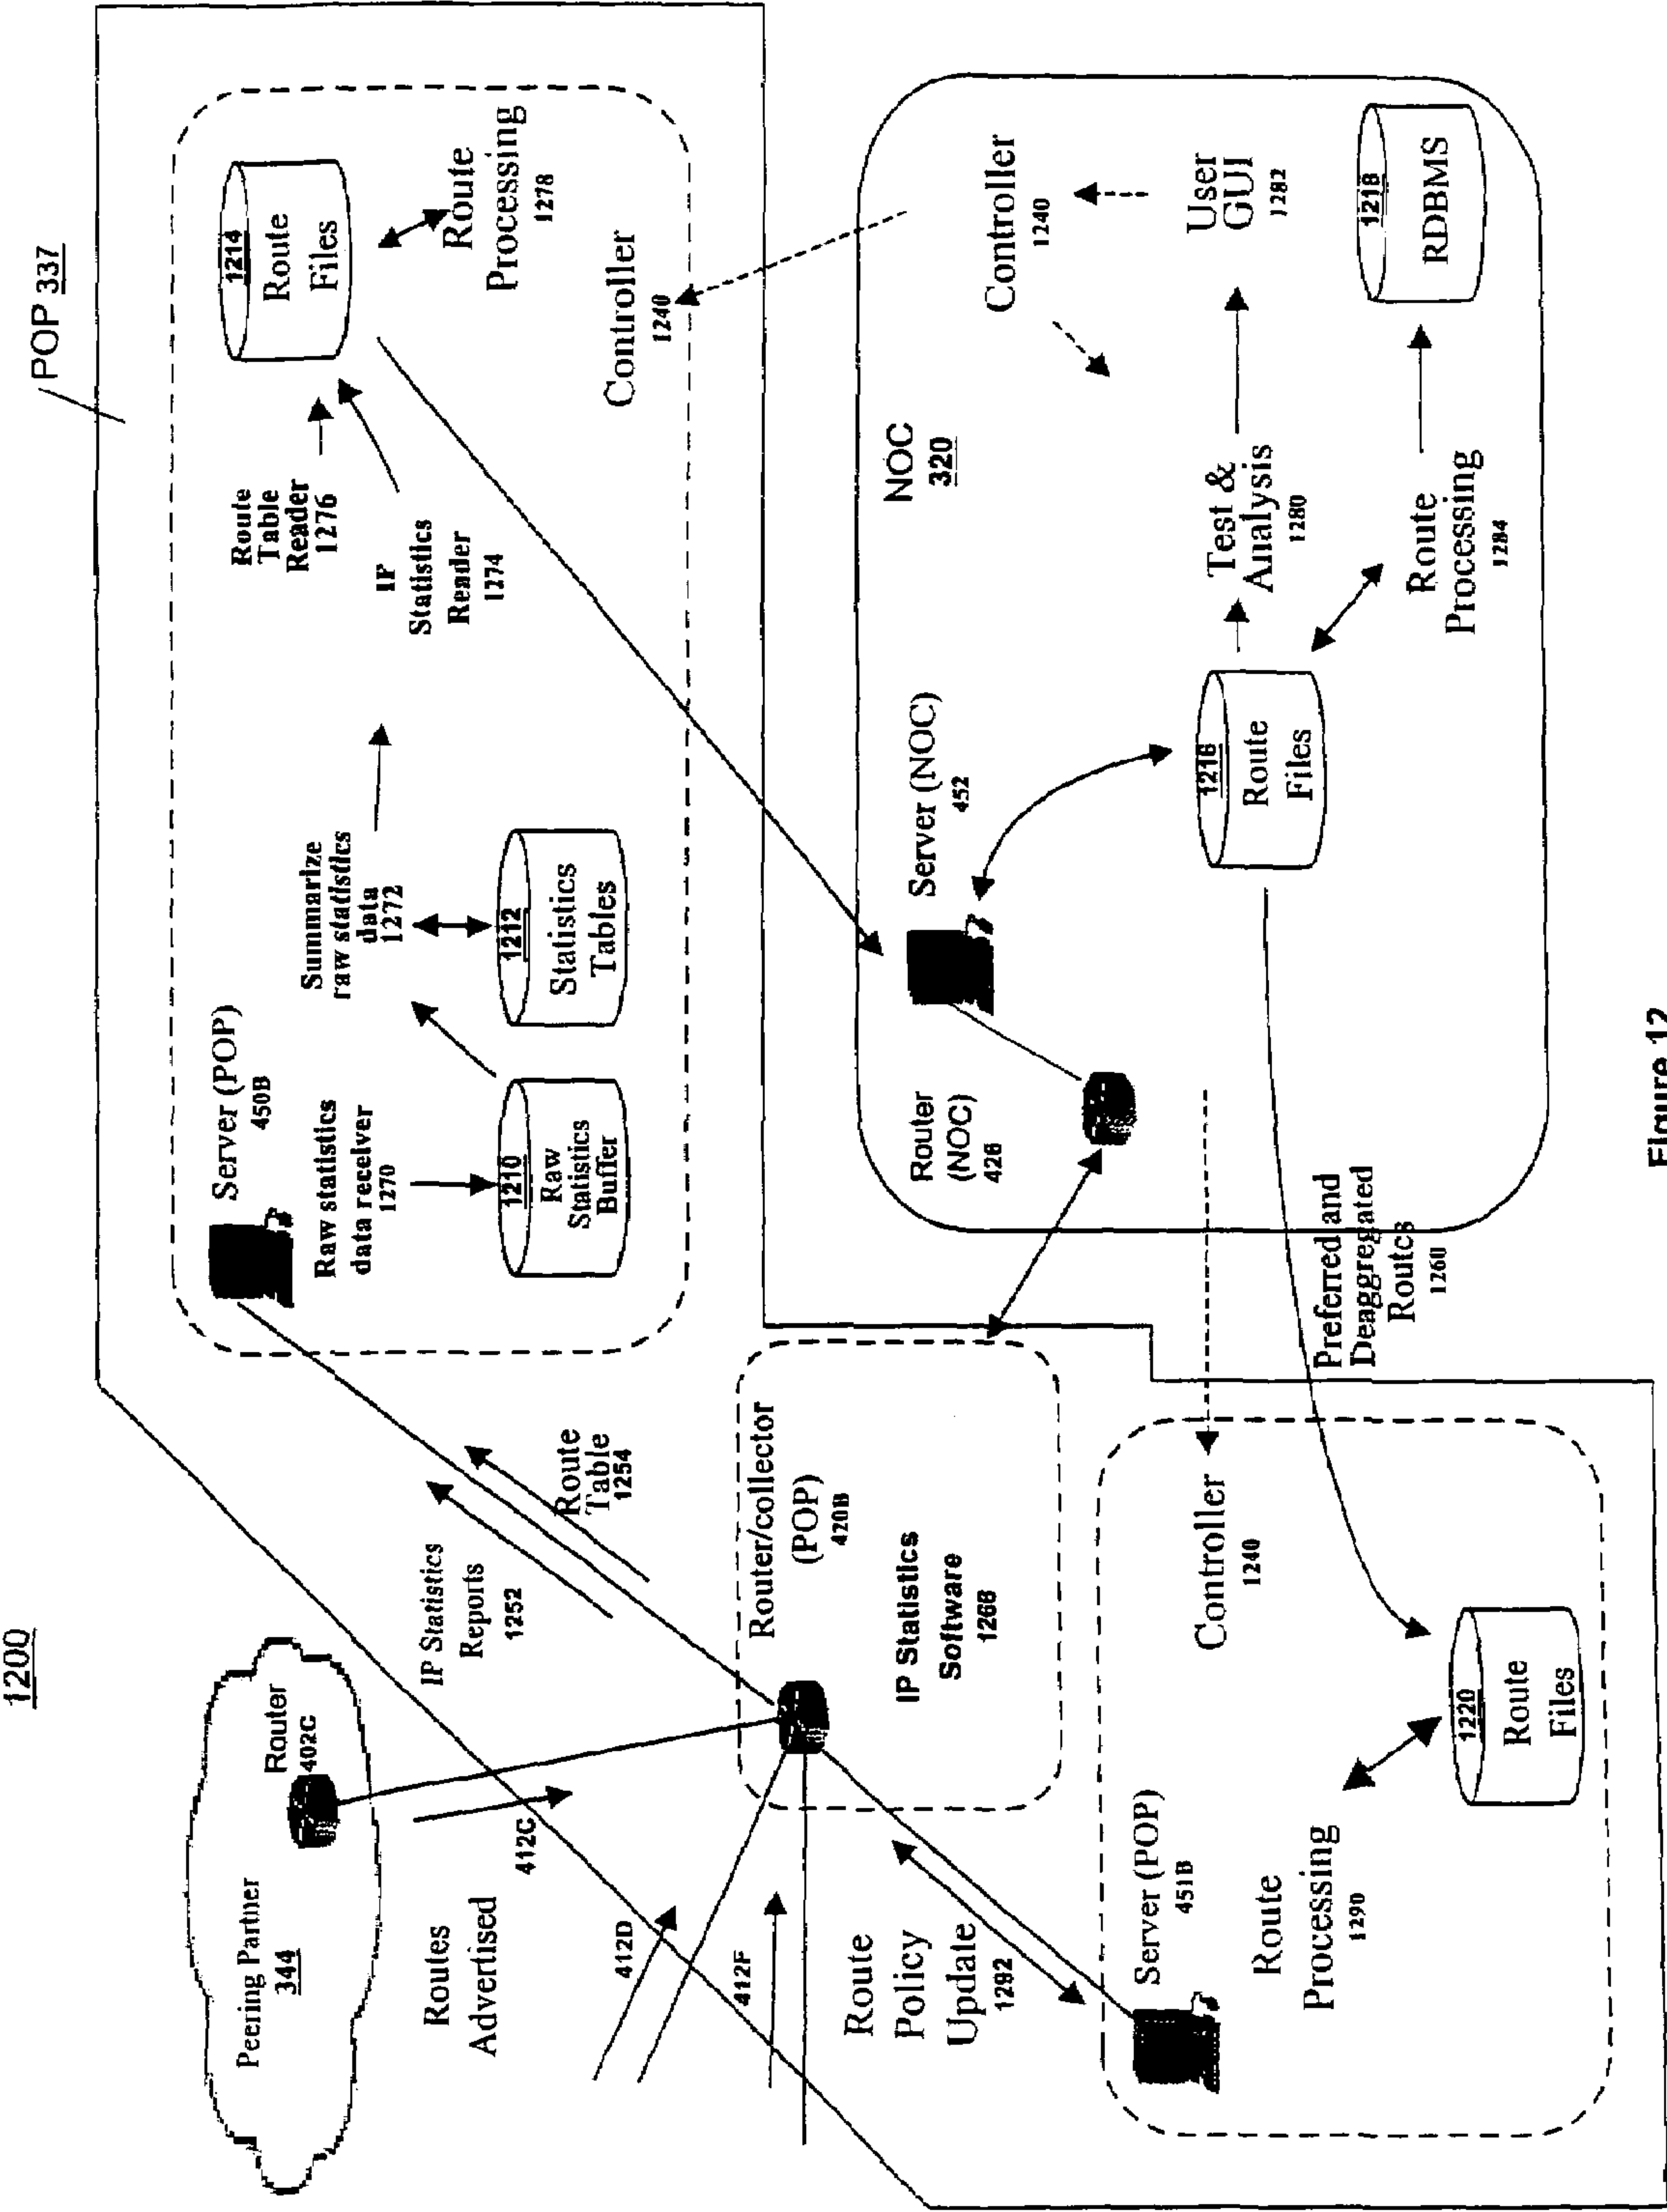 1200
POP 337
Peering Partner
344
Router
402C
Routes
Advertised
412C
412D
412F
IP Statistics
Reports
1252
Route
Table
1254
Server (POP)
450B
Raw statistics
data receiver
1270
1210
Raw
Statistics
Buffer
Summarize
raw statistics
data
1272
1212
Statistics
Tables
Route
Table
Reader
1276
IP
Statistics
Reader
1274
1214
Route
Files
Route
Processing
1278
Controller
1240
Router/collector
(POP)
420B
IP Statistics
Software
1268
Route
Policy
Update
1292
Server (POP)
451B
Route
Processing
1290
Controller
1240
1220
Route
Files
Preferred and
Deaggregated
Routes
1260
NOC
320
Router
(NOC)
426
Server (NOC)
452
1216
Route
Files
Test &
Analysis
1280
Route
Processing
1284
Controller
1240
User
GUI
1282
1218
RDBMS
Figure 12